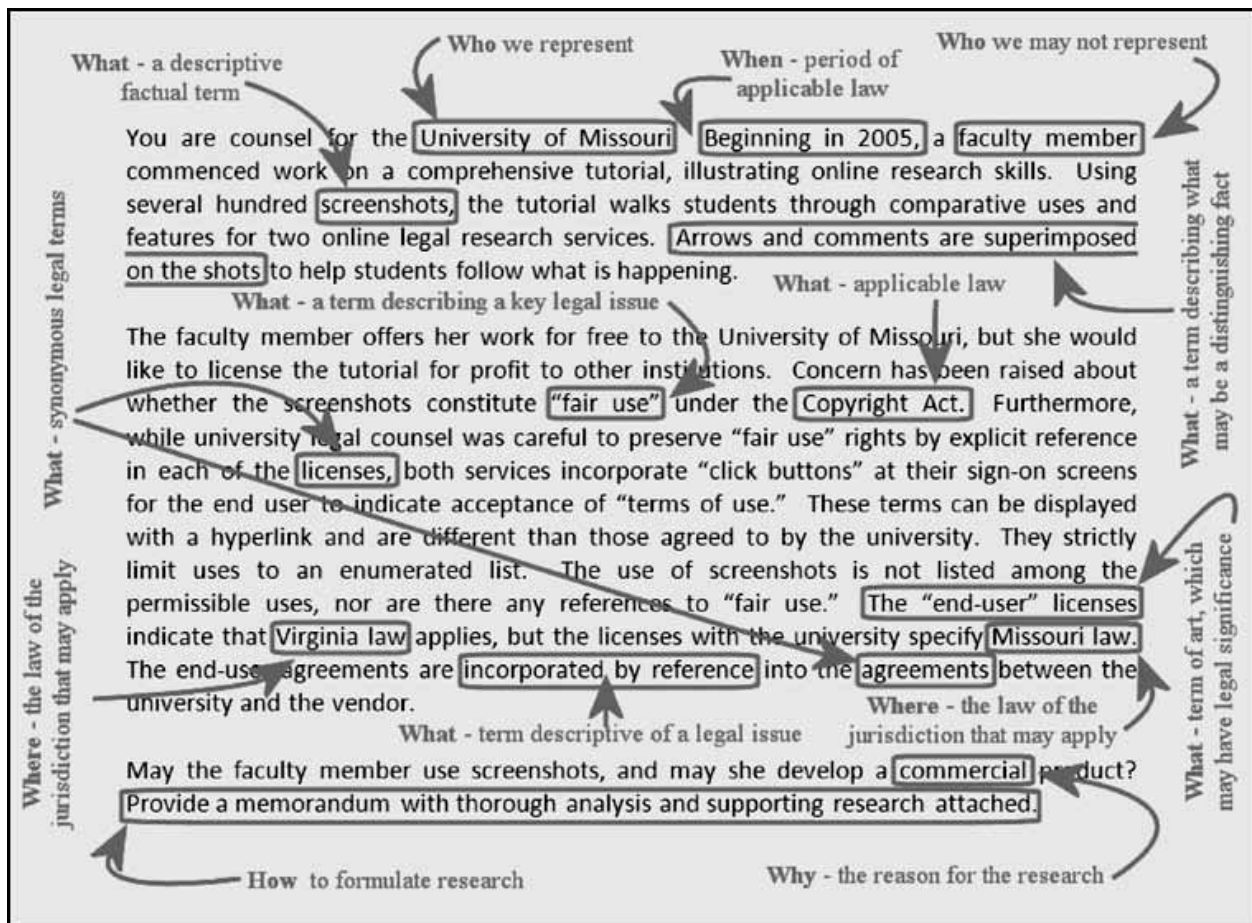 Who we represent
Who we may not represent
What - a descriptive
factual term
When - period of
applicable law
You are counsel for the University of Missouri Beginning in 2005, a faculty member
commenced work on a comprehensive tutorial, illustrating online research skills. Using
several hundred screenshots, the tutorial walks students through comparative uses and
features for two online legal research services. Arrows and comments are superimposed
on the shots to help students follow what is happening.
What - a term describing a key legal issue
What - applicable law
What - a term describing what
may be a distinguishing fact
What - synonymous legal terms
The faculty member offers her work for free to the University of Missouri, but she would
like to license the tutorial for profit to other institutions. Concern has been raised about
whether the screenshots constitute "fair use" under the Copyright Act. Furthermore,
while university legal counsel was careful to preserve "fair use" rights by explicit reference
in each of the licenses, both services incorporate "click buttons" at their sign-on screens
for the end user to indicate acceptance of "terms of use." These terms can be displayed
with a hyperlink and are different than those agreed to by the university. They strictly
limit uses to an enumerated list. The use of screenshots is not listed among the
permissible uses, nor are there any references to "fair use." The "end-user" licenses
indicate that Virginia law applies, but the licenses with the university specify Missouri law.
The end-user agreements are incorporated by reference into the agreements between the
university and the vendor.
Where - the law of the
jurisdiction that may apply
What - term descriptive of a legal issue
Where - the law of the
jurisdiction that may apply
What - term of art, which
may have legal significance
May the faculty member use screenshots, and may she develop a commercial product?
Provide a memorandum with thorough analysis and supporting research attached.
How to formulate research
Why - the reason for the research